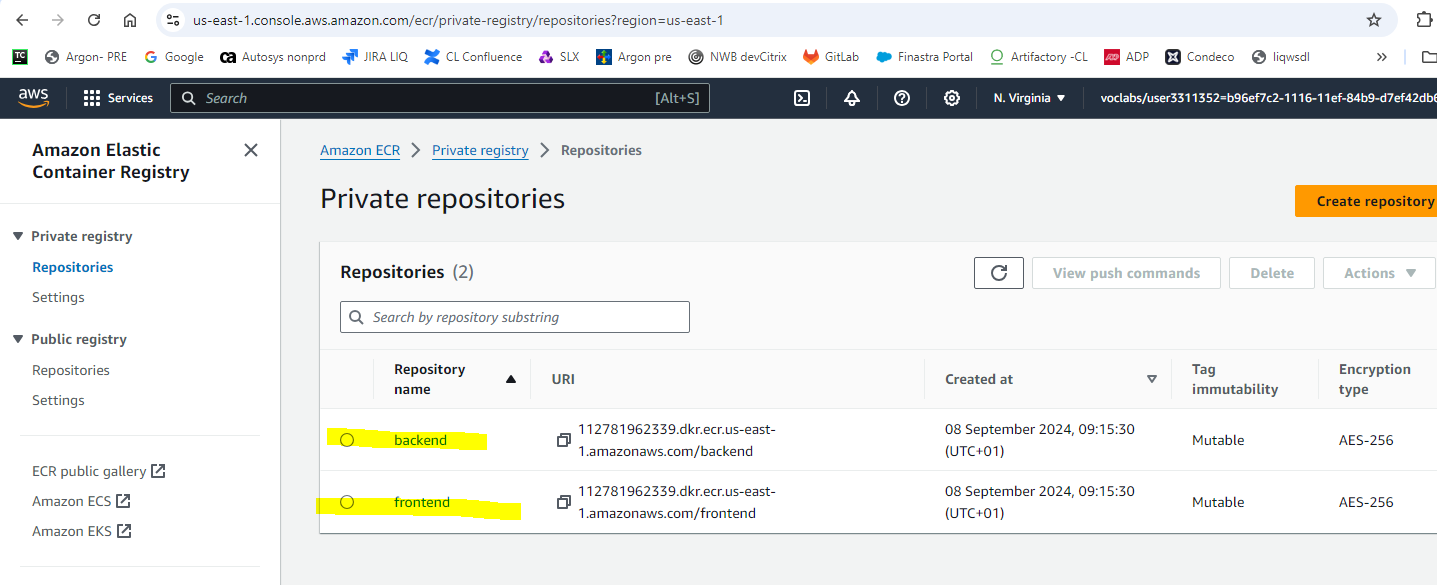 us-east-1.console.aws.amazon.com/ecr/private-registry/repositories?region=us-east-1
TC Argon- PRE Google ca Autosys nonprd JIRA LIQ CL Confluence SLX Argon pre NWB devCitrix GitLab Finastra Portal Artifactory -CL ADP Condeco liqwsdl »
aws Services Search [Alt+S] N. Virginia voclabs/user3311352=b96ef7c2-1116-11ef-84b9-d7ef42db6
Amazon Elastic
Container Registry
Private registry
Repositories
Settings
Public registry
Repositories
Settings
ECR public gallery
Amazon ECS
Amazon EKS
Amazon ECR > Private registry > Repositories
Private repositories
Create repository
Repositories (2)
View push commands Delete Actions
Search by repository substring
Repository
name
URI
Created at
Tag
immutability
Encryption
type
backend
112781962339.dkr.ecr.us-east-
1.amazonaws.com/backend
08 September 2024, 09:15:30
(UTC+01)
Mutable
AES-256
frontend
112781962339.dkr.ecr.us-east-
1.amazonaws.com/frontend
08 September 2024, 09:15:30
(UTC+01)
Mutable
AES-256